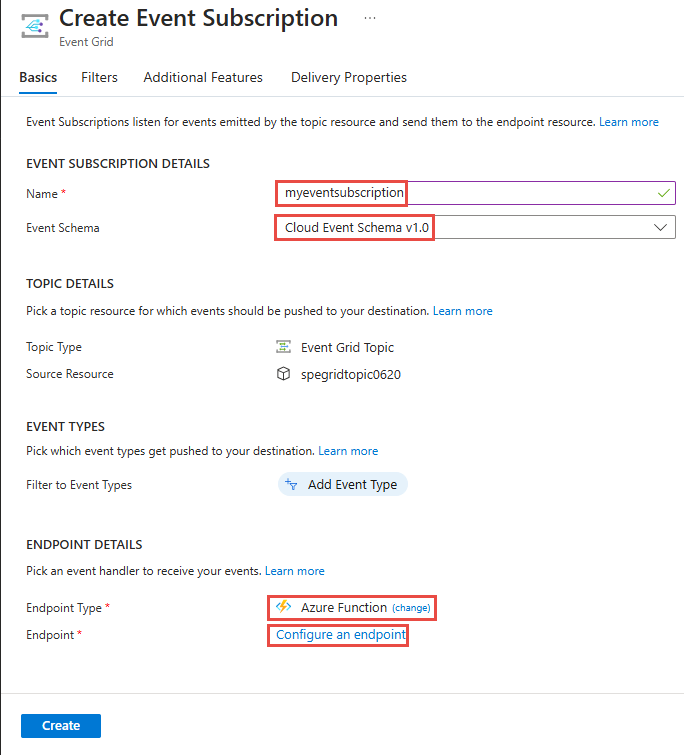 Create Event Subscription ...
Event Grid
Basics Filters Additional Features Delivery Properties
Event Subscriptions listen for events emitted by the topic resource and send them to the endpoint resource. Learn more
EVENT SUBSCRIPTION DETAILS
Name * myeventsubscription
Event Schema Cloud Event Schema v1.0
TOPIC DETAILS
Pick a topic resource for which events should be pushed to your destination. Learn more
Topic Type Event Grid Topic
Source Resource spegridtopic0620
EVENT TYPES
Pick which event types get pushed to your destination. Learn more
Filter to Event Types Add Event Type
ENDPOINT DETAILS
Pick an event handler to receive your events. Learn more
Endpoint Type * Azure Function (change)
Endpoint * Configure an endpoint
Create